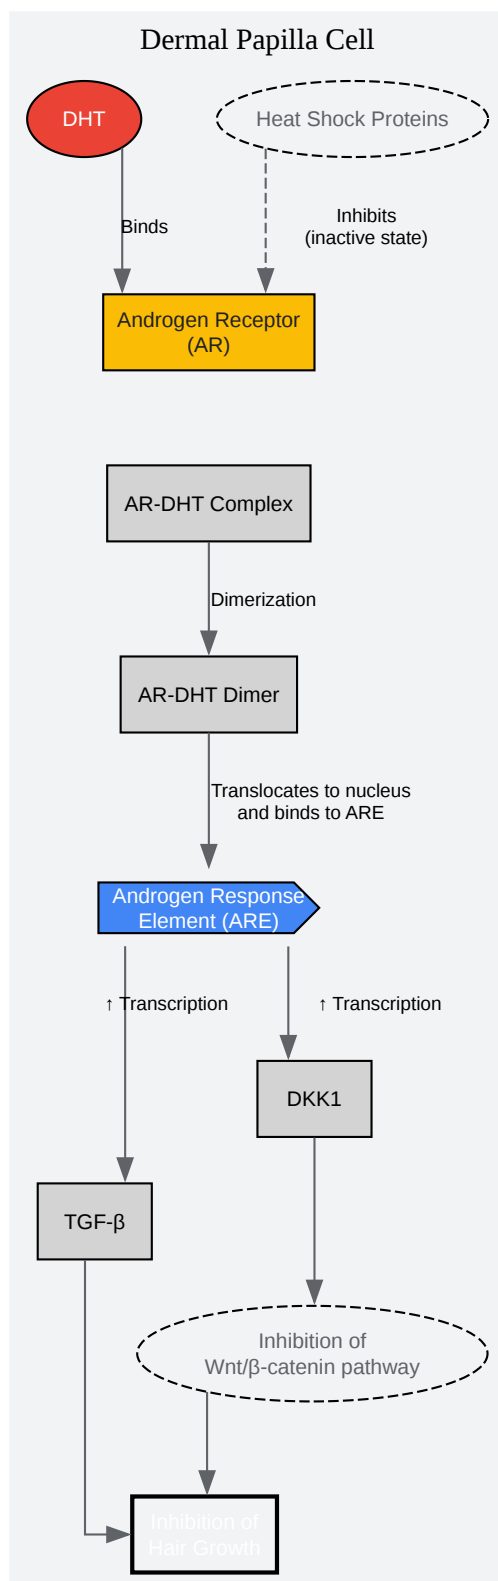 Dermal Papilla Cell
DHT
Heat Shock Proteins
Binds
Inhibits
(inactive state)
Androgen Receptor
(AR)
AR-DHT Complex
Dimerization
AR-DHT Dimer
Translocates to nucleus
and binds to ARE
Androgen Response
Element (ARE)
↑ Transcription
↑ Transcription
DKK1
TGF-β
Inhibition of
Wnt/β-catenin pathway
Inhibition of
Hair Growth